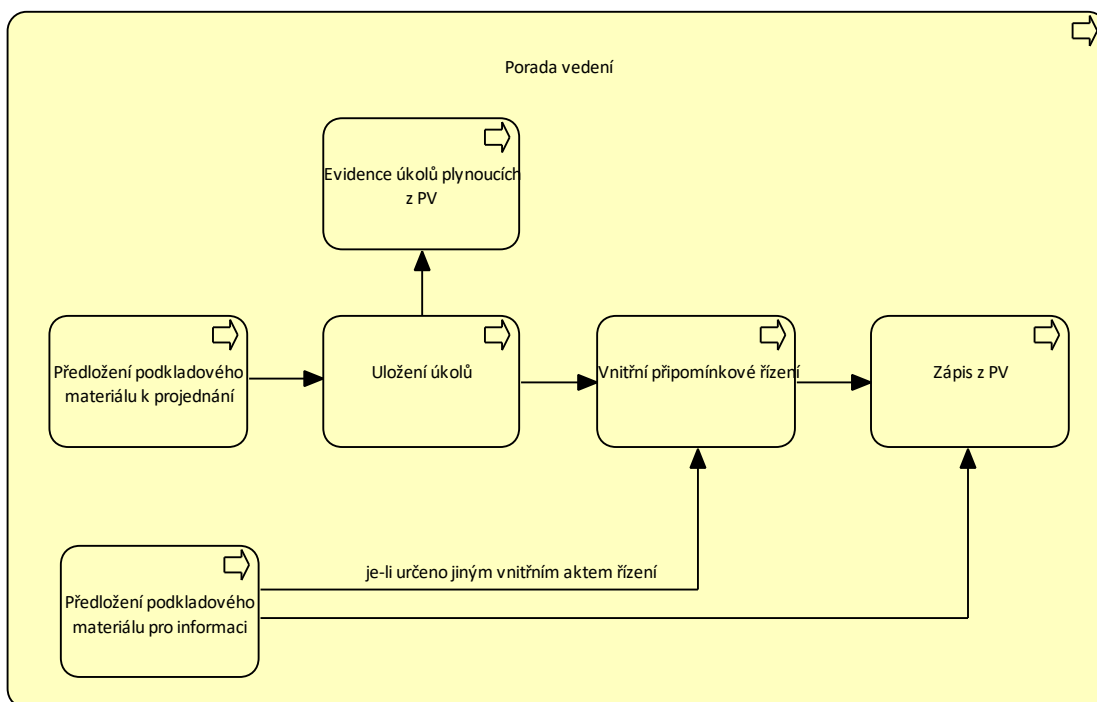 Porada vedení
Evidence úkolů plynoucích
z PV
Předložení podkladového
materiálu k projednání
Uložení úkolů
Vnitřní připomínkové řízení
Zápis z PV
je-li určeno jiným vnitřním aktem řízení
Předložení podkladového
materiálu pro informaci